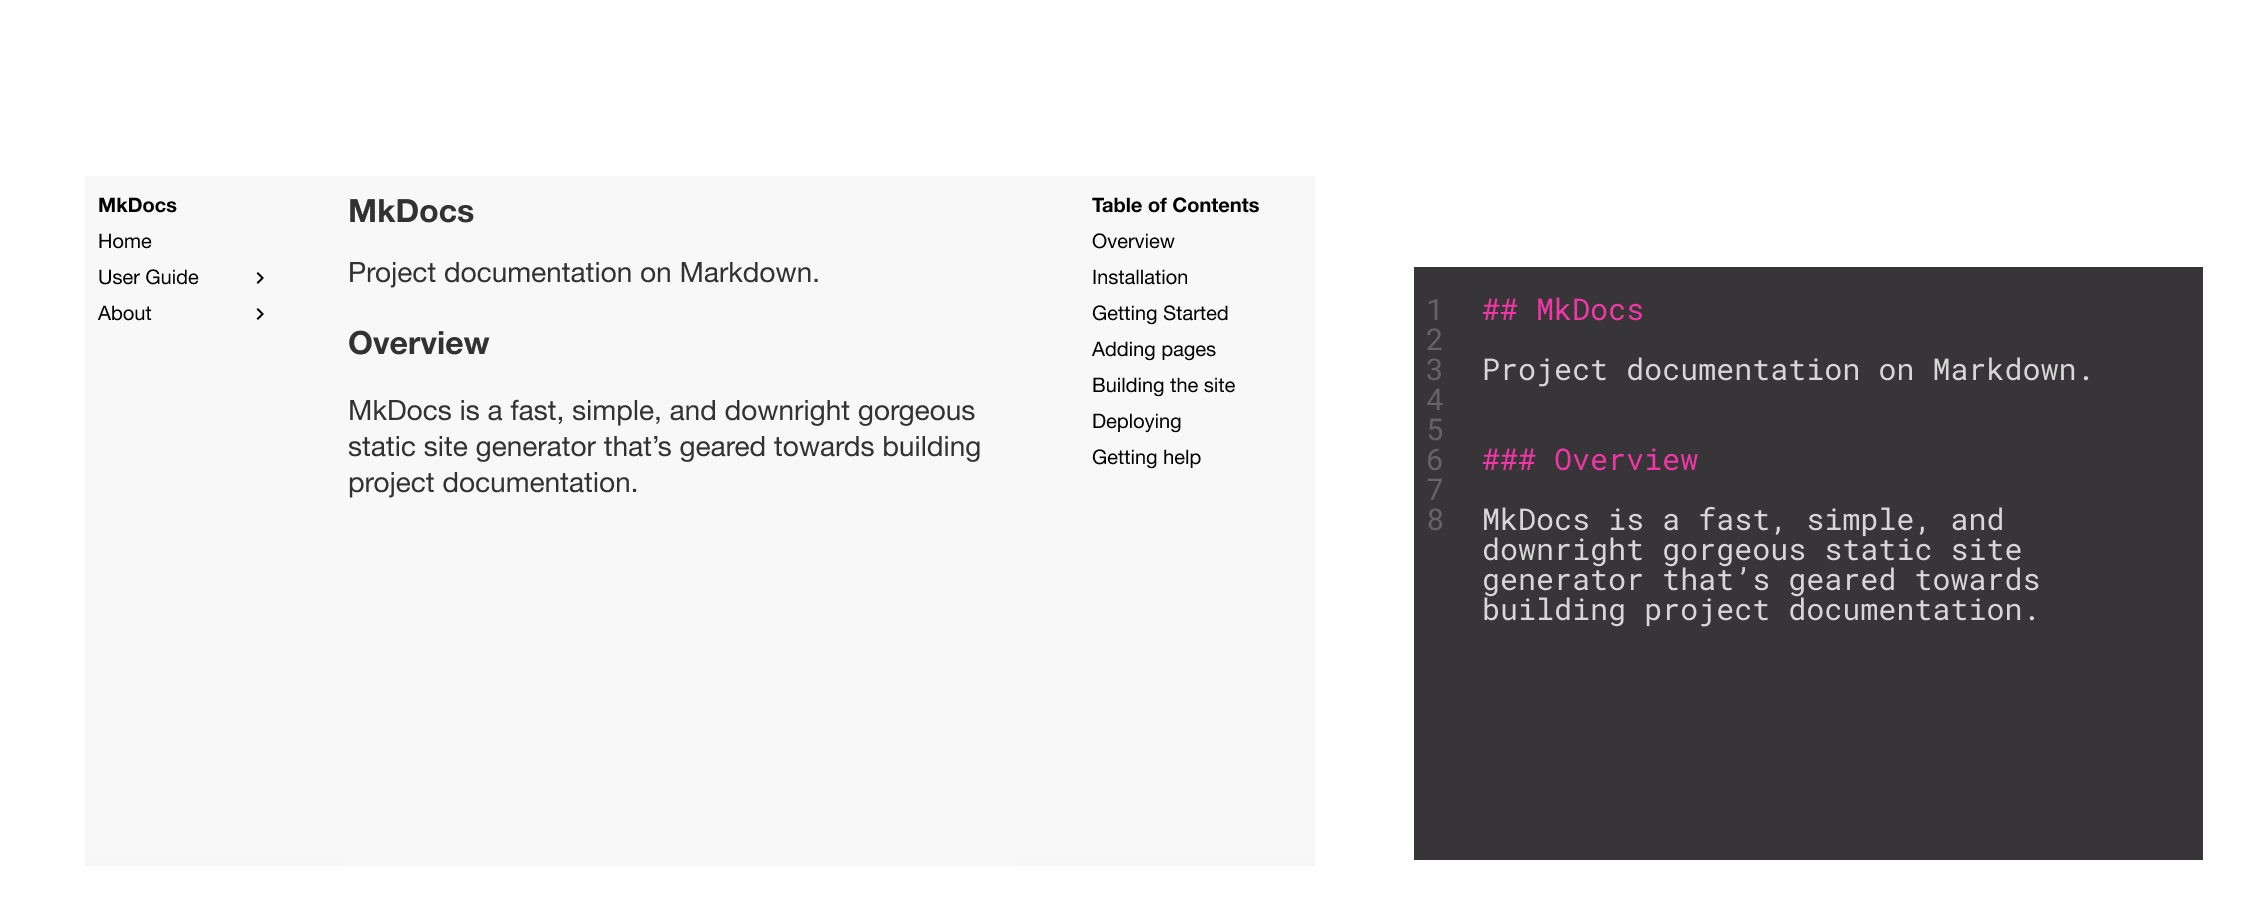 MkDocs
Home
User Guide
About
MkDocs
Project documentation on Markdown.
Overview
MkDocs is a fast, simple, and downright gorgeous
static site generator that’s geared towards building
project documentation.
Table of Contents
Overview
Installation
Getting Started
Adding pages
Building the site
Deploying
Getting help
1 ## MkDocs
2
3 Project documentation on Markdown.
4
5
6 ### Overview
7
8 MkDocs is a fast, simple, and
downright gorgeous static site
generator that’s geared towards
building project documentation.